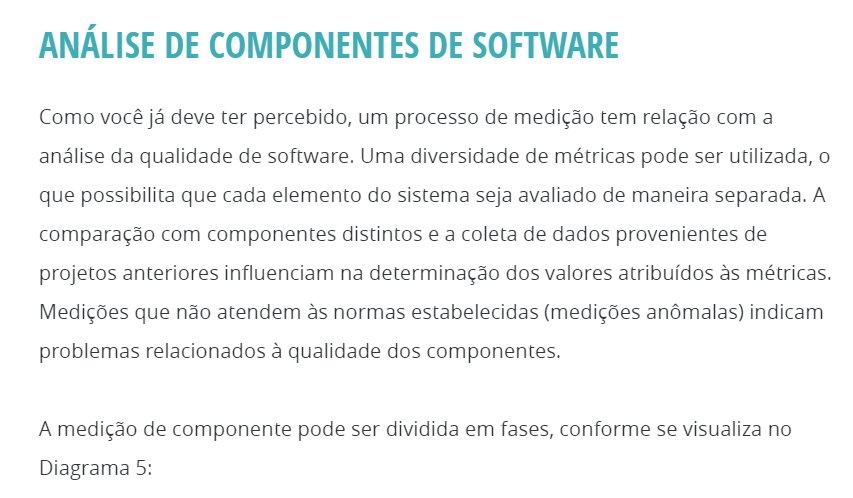 ANÁLISE DE COMPONENTES DE SOFTWARE
Como você já deve ter percebido, um processo de medição tem relação com a
análise da qualidade de software. Uma diversidade de métricas pode ser utilizada, o
que possibilita que cada elemento do sistema seja avaliado de maneira separada. A
comparação com componentes distintos e a coleta de dados provenientes de
projetos anteriores influenciam na determinação dos valores atribuídos às métricas.
Medições que não atendem às normas estabelecidas (medições anômalas) indicam
problemas relacionados à qualidade dos componentes.
A medição de componente pode ser dividida em fases, conforme se visualiza no
Diagrama 5: